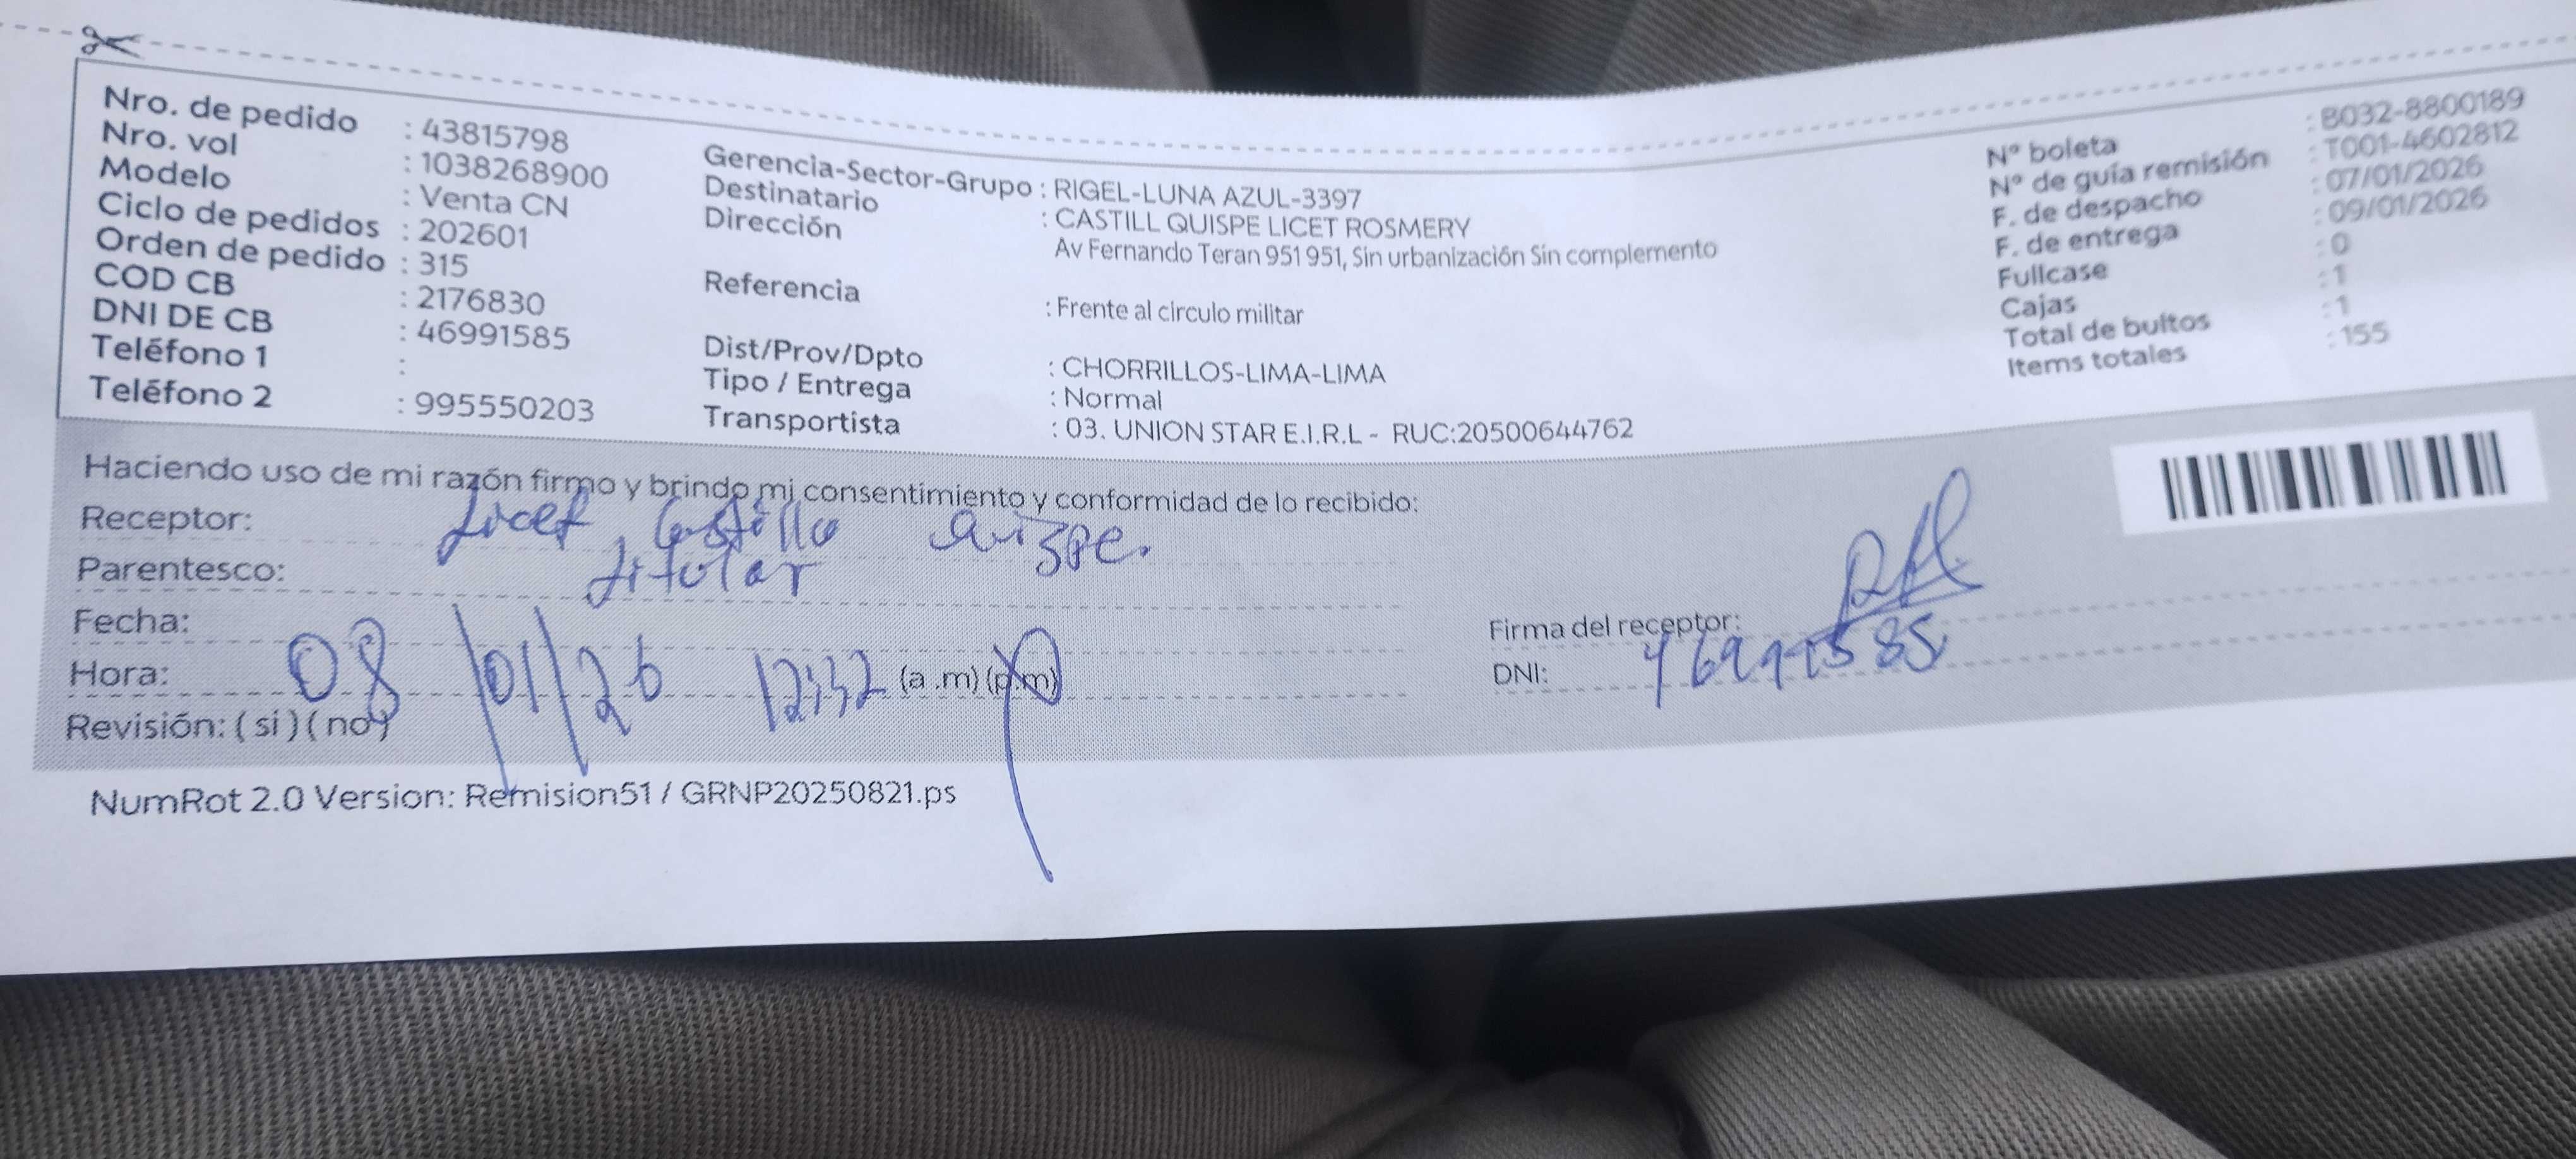 Nro. de pedido : 43815798
Nro. vol : 1038268900
Modelo : Venta CN
Ciclo de pedidos : 202601
Orden de pedido : 315
COD CB : 2176830
DNI DE CB : 46991585
Teléfono 1 :
Teléfono 2 : 995550203
Gerencia-Sector-Grupo : RIGEL-LUNA AZUL-3397
Destinatario : CASTILL QUISPE LICET ROSMERY
Dirección Av Fernando Teran 951 951, Sin urbanización Sin complemento
Referencia : Frente al circulo militar
Dist/Prov/Dpto : CHORRILLOS-LIMA-LIMA
Tipo / Entrega : Normal
Transportista : 03. UNION STAR E.I.R.L - RUC:20500644762
N° boleta : B032-8800189
N° de guía remisión : T001-4602812
F. de despacho : 07/01/2026
F. de entrega : 09/01/2026
Fullcase : 0
Cajas : 1
Total de bultos : 1
Items totales : 155
Haciendo uso de mi razón firmo y brindo mi consentimiento y conformidad de lo recibido:
Receptor: Licet Castillo
Parentesco: titular
Fecha: 08/01/26
Hora: 12:32 (a .m) (p.m)
Revisión: ( si ) ( no )
Firma del receptor:
DNI: 46991585
NumRot 2.0 Version: Remision51 / GRNP20250821.ps